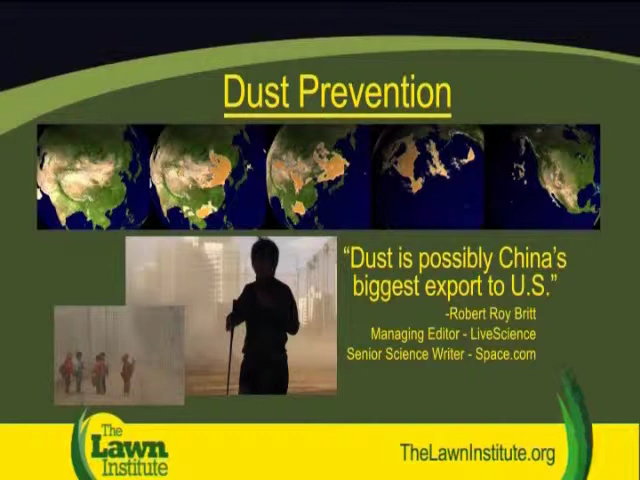 Dust Prevention
“Dust is possibly China’s
biggest export to U.S.”
-Robert Roy Britt
Managing Editor - LiveScience
Senior Science Writer - Space.com
The
Lawn
Institute
TheLawnInstitute.org